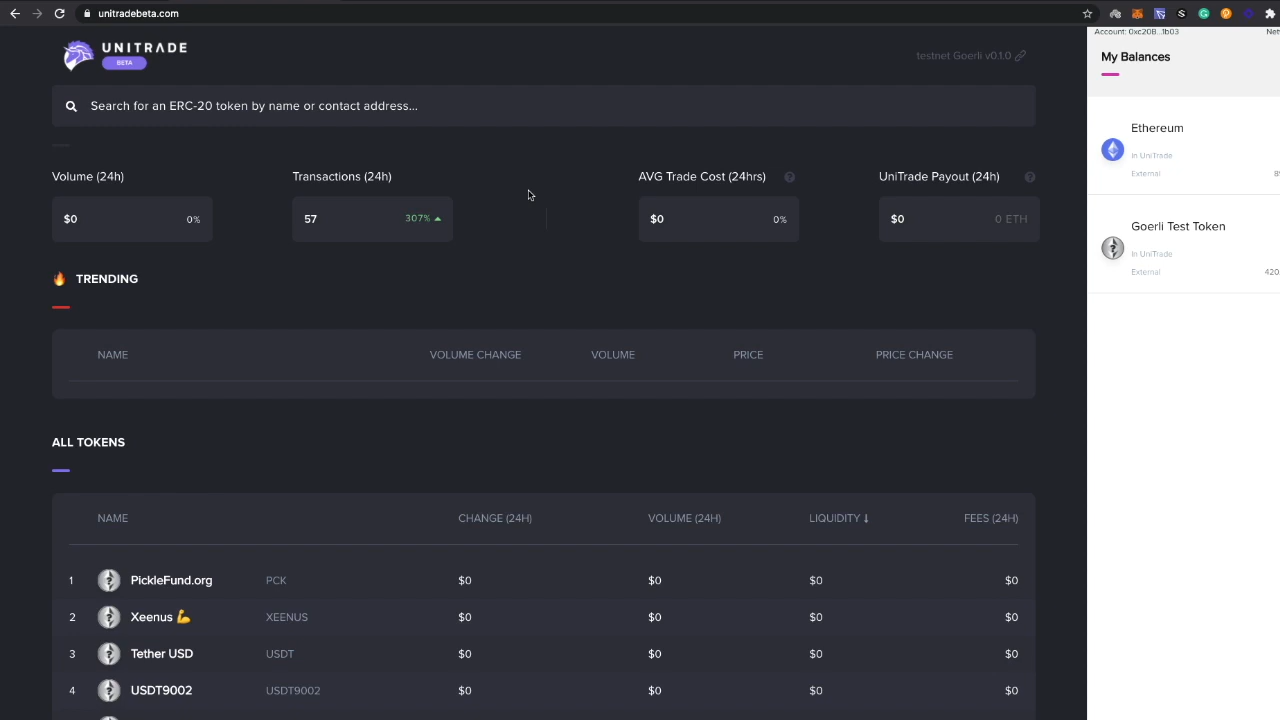 unitradebeta.com
UNITRADE
BETA
testnet Goerli v0.1.0
Search for an ERC-20 token by name or contact address...
Volume (24h)
Transactions (24h)
AVG Trade Cost (24hrs)
?
UniTrade Payout (24h)
?
$0
0%
57
307%
$0
0%
$0
0 ETH
🔥 TRENDING
NAME
VOLUME CHANGE
VOLUME
PRICE
PRICE CHANGE
ALL TOKENS
NAME
CHANGE (24H)
VOLUME (24H)
LIQUIDITY ↓
FEES (24H)
1 PickleFund.org PCK $0 $0 $0 $0
2 Xeenus 💪 XEENUS $0 $0 $0 $0
3 Tether USD USDT $0 $0 $0 $0
4 USDT9002 USDT9002 $0 $0 $0 $0
Account: 0xc20B...1b03
My Balances
Ethereum
In UniTrade
External
Goerli Test Token
In UniTrade
External
420